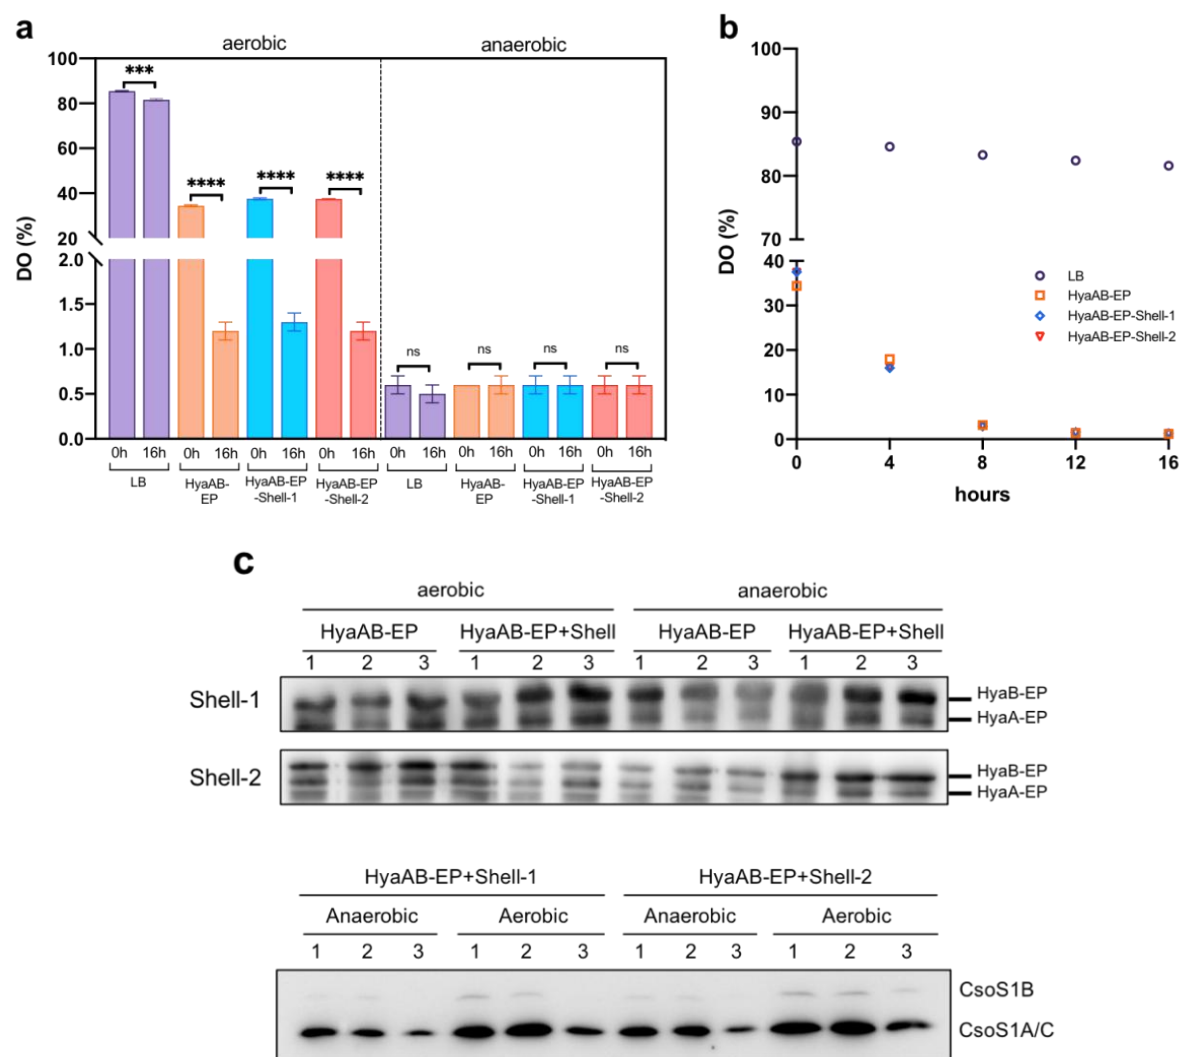 a
aerobic
anaerobic
DO (%)
100
80
60
40
20
2.0
1.5
1.0
0.5
0.0
***
****
****
****
ns
ns
ns
ns
0h 16h 0h 16h 0h 16h 0h 16h 0h 16h 0h 16h 0h 16h 0h 16h
LB HyaAB-EP HyaAB-EP-Shell-1 HyaAB-EP-Shell-2 LB HyaAB-EP HyaAB-EP-Shell-1 HyaAB-EP-Shell-2
b
DO (%)
100
90
80
70
40
30
20
10
0
LB
HyaAB-EP
HyaAB-EP-Shell-1
HyaAB-EP-Shell-2
0 4 8 12 16
hours
c
aerobic anaerobic
HyaAB-EP HyaAB-EP+Shell HyaAB-EP HyaAB-EP+Shell
1 2 3 1 2 3 1 2 3 1 2 3
Shell-1
HyaB-EP
HyaA-EP
Shell-2
HyaB-EP
HyaA-EP
HyaAB-EP+Shell-1 HyaAB-EP+Shell-2
Anaerobic Aerobic Anaerobic Aerobic
1 2 3 1 2 3 1 2 3 1 2 3
CsoS1B
CsoS1A/C